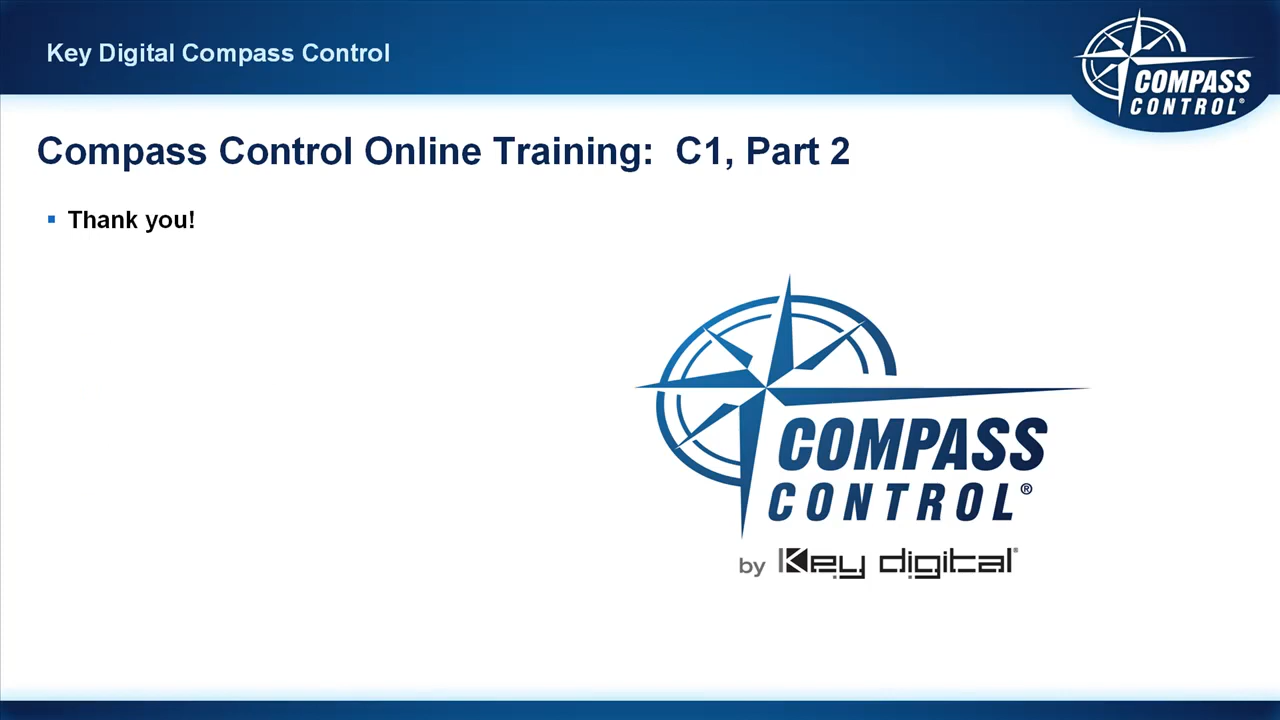 Key Digital Compass Control
COMPASS
CONTROL®
Compass Control Online Training: C1, Part 2
▪ Thank you!
COMPASS
CONTROL®
by Key digital®